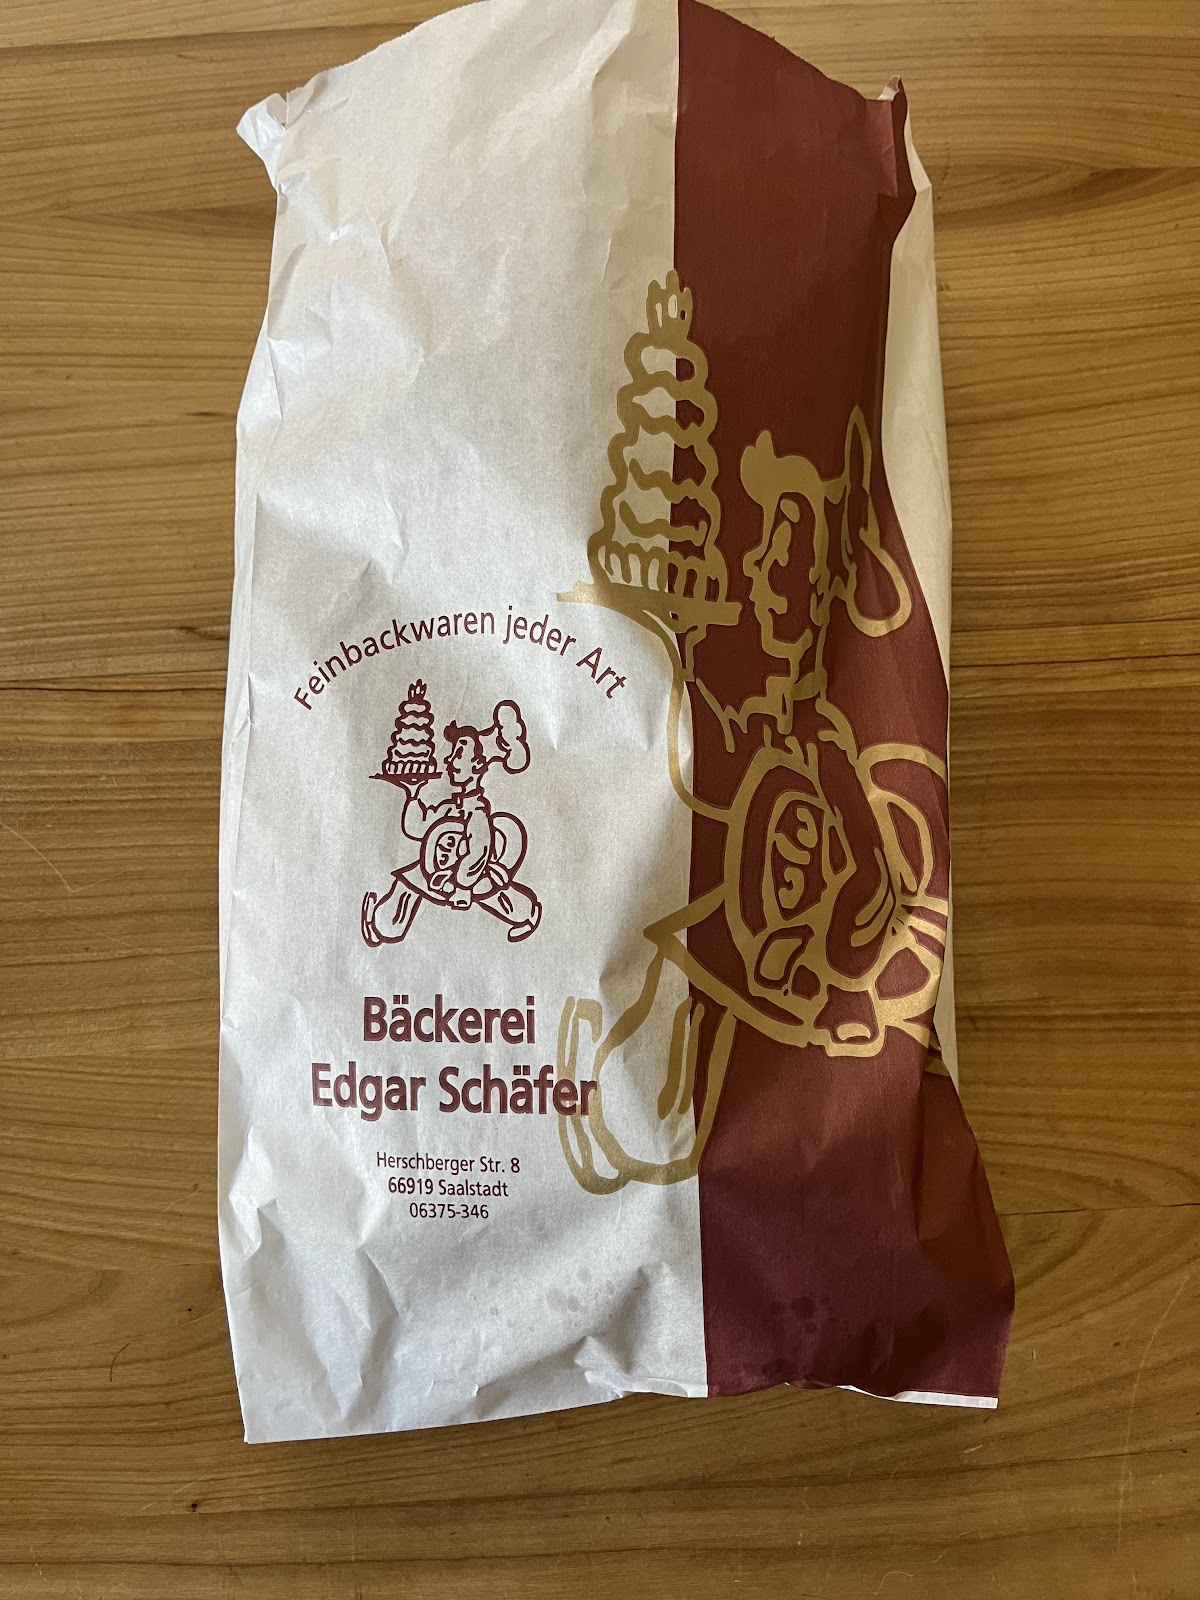 Feinbackwaren jeder Art
Bäckerei
Edgar Schäfer
Herschberger Str. 8
66919 Saalstadt
06375-346